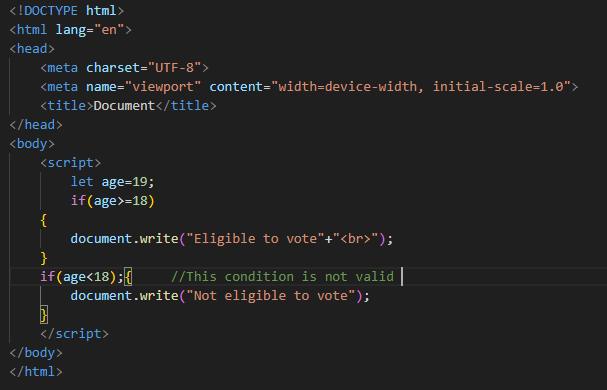 <!DOCTYPE html>
<html lang="en">
<head>
    <meta charset="UTF-8">
    <meta name="viewport" content="width=device-width, initial-scale=1.0">
    <title>Document</title>
</head>
<body>
    <script>
        let age=19;
        if(age>=18)
    {
        document.write("Eligible to vote"+"<br>");
    }
    if(age<18);{     //This condition is not valid
        document.write("Not eligible to vote");
    }
    </script>
</body>
</html>